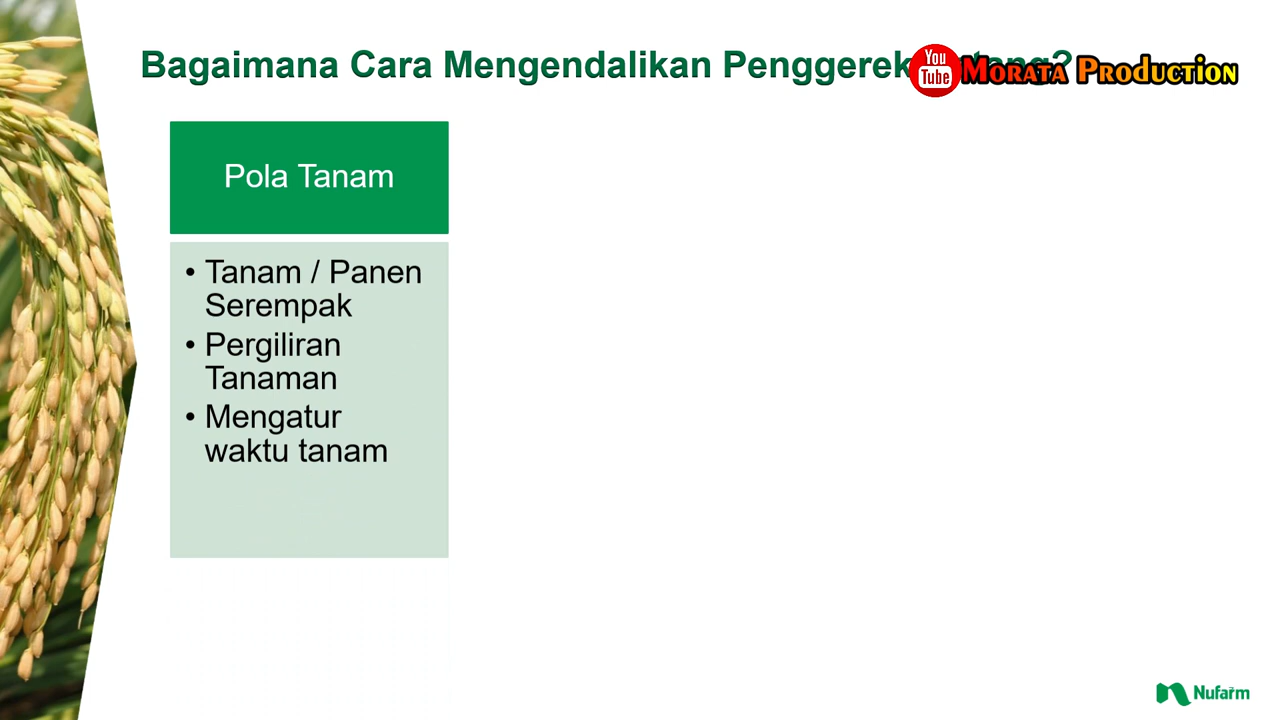 Bagaimana Cara Mengendalikan Penggerek
You
Tube
Morata Production
Pola Tanam
• Tanam / Panen
Serempak
• Pergiliran
Tanaman
• Mengatur
waktu tanam
Nufarm